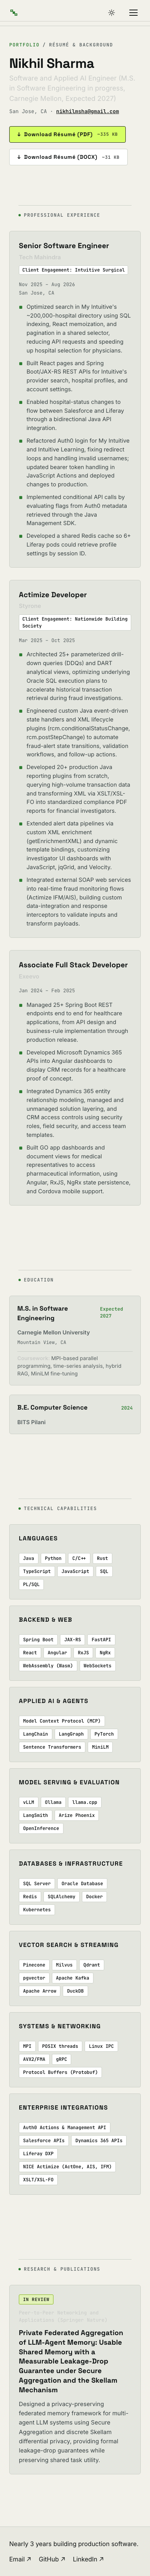 PORTFOLIO / RÉSUMÉ & BACKGROUND
Nikhil Sharma
Software and Applied AI Engineer (M.S.
in Software Engineering in progress,
Carnegie Mellon, Expected 2027)
San Jose, CA · nikhilmsha@gmail.com
↓ Download Résumé (PDF) ~335 KB
↓ Download Résumé (DOCX) ~31 KB
PROFESSIONAL EXPERIENCE
Senior Software Engineer
Tech Mahindra
Client Engagement: Intuitive Surgical
Nov 2025 – Aug 2026
San Jose, CA
Optimized search in My Intuitive's
~200,000-hospital directory using SQL
indexing, React memoization, and
pagination in a shared selector,
reducing API requests and speeding
up hospital selection for physicians.
Built React pages and Spring
Boot/JAX-RS REST APIs for Intuitive's
provider search, hospital profiles, and
account settings.
Enabled hospital-status changes to
flow between Salesforce and Liferay
through a bidirectional Java API
integration.
Refactored Auth0 login for My Intuitive
and Intuitive Learning, fixing redirect
loops and handling invalid usernames;
added bearer token handling in
JavaScript Actions and deployed
changes to production.
Implemented conditional API calls by
evaluating flags from Auth0 metadata
retrieved through the Java
Management SDK.
Developed a shared Redis cache so 6+
Liferay pods could retrieve profile
settings by session ID.
Actimize Developer
Client Engagement: Nationwide Building
Society
Mar 2025 – Oct 2025
Architected 25+ parameterized drill-
down queries (DDQs) and DART
analytical views, optimizing underlying
Oracle SQL execution plans to
accelerate historical transaction
retrieval during fraud investigations.
Engineered custom Java event-driven
state handlers and XML lifecycle
plugins (rcm.conditionalStatusChange,
rcm.postStepChange) to automate
fraud-alert state transitions, validation
workflows, and follow-up actions.
Developed 20+ production Java
reporting plugins from scratch,
querying high-volume transaction data
and transforming XML via XSLT/XSL-
FO into standardized compliance PDF
reports for financial investigators.
Extended alert data pipelines via
custom XML enrichment
(getEnrichmentXML) and dynamic
template bindings, customizing
investigator UI dashboards with
JavaScript, jqGrid, and Velocity.
Integrated external SOAP web services
into real-time fraud monitoring flows
(Actimize IFM/AIS), building custom
data-integration and response
interceptors to validate inputs and
transform payloads.
Associate Full Stack Developer
Jan 2024 – Feb 2025
Managed 25+ Spring Boot REST
endpoints end to end for healthcare
applications, from API design and
business-rule implementation through
production release.
Developed Microsoft Dynamics 365
APIs into Angular dashboards to
display CRM records for a healthcare
proof of concept.
Integrated Dynamics 365 entity
relationship modeling, managed and
unmanaged solution layering, and
CRM access controls using security
roles, field security, and access team
templates.
Built GO app dashboards and
document viewers for medical
representatives to access
pharmaceutical information, using
Angular, RxJS, NgRx state persistence,
and Cordova mobile support.
EDUCATION
M.S. in Software
Engineering
Expected
2027
Carnegie Mellon University
Mountain View, CA
Coursework: MPI-based parallel
programming, time-series analysis, hybrid
RAG, MiniLM fine-tuning
B.E. Computer Science 2024
BITS Pilani
TECHNICAL CAPABILITIES
LANGUAGES
Java Python C/C++ Rust
TypeScript JavaScript SQL
PL/SQL
BACKEND & WEB
Spring Boot JAX-RS FastAPI
React Angular RxJS NgRx
WebAssembly (Wasm) WebSockets
APPLIED AI & AGENTS
Model Context Protocol (MCP)
LangChain LangGraph PyTorch
Sentence Transformers MiniLM
MODEL SERVING & EVALUATION
vLLM Ollama llama.cpp
LangSmith Arize Phoenix
OpenInference
DATABASES & INFRASTRUCTURE
SQL Server Oracle Database
Redis SQLAlchemy Docker
Kubernetes
VECTOR SEARCH & STREAMING
Pinecone Milvus Qdrant
pgvector Apache Kafka
Apache Arrow DuckDB
SYSTEMS & NETWORKING
MPI POSIX threads Linux IPC
AVX2/FMA gRPC
Protocol Buffers (Protobuf)
ENTERPRISE INTEGRATIONS
Auth0 Actions & Management API
Salesforce APIs Dynamics 365 APIs
Liferay DXP
NICE Actimize (ActOne, AIS, IFM)
XSLT/XSL-FO
RESEARCH & PUBLICATIONS
IN REVIEW
Private Federated Aggregation
of LLM-Agent Memory: Usable
Shared Memory with a
Measurable Leakage-Drop
Guarantee under Secure
Aggregation and the Skellam
Mechanism
Designed a privacy-preserving
federated memory framework for multi-
agent LLM systems using Secure
Aggregation and discrete Skellam
differential privacy, providing formal
leakage-drop guarantees while
preserving shared task utility.
Nearly 3 years building production software.
Email ↗ GitHub ↗ LinkedIn ↗